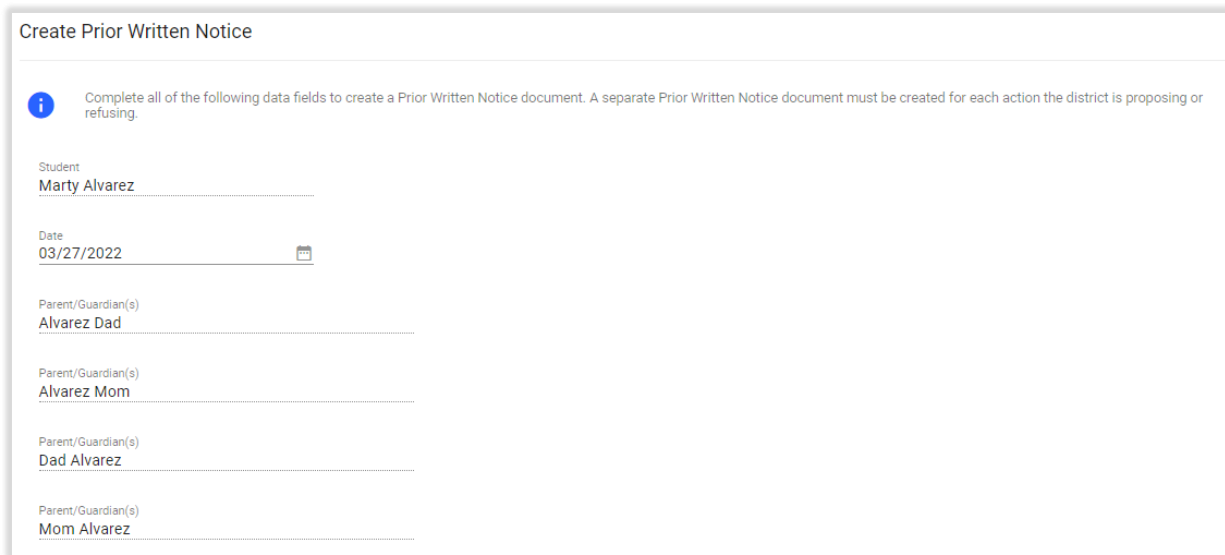 Create Prior Written Notice
Complete all of the following data fields to create a Prior Written Notice document. A separate Prior Written Notice document must be created for each action the district is proposing or
refusing.
Student
Marty Alvarez
Date
03/27/2022
Parent/Guardian(s)
Alvarez Dad
Parent/Guardian(s)
Alvarez Mom
Parent/Guardian(s)
Dad Alvarez
Parent/Guardian(s)
Mom Alvarez